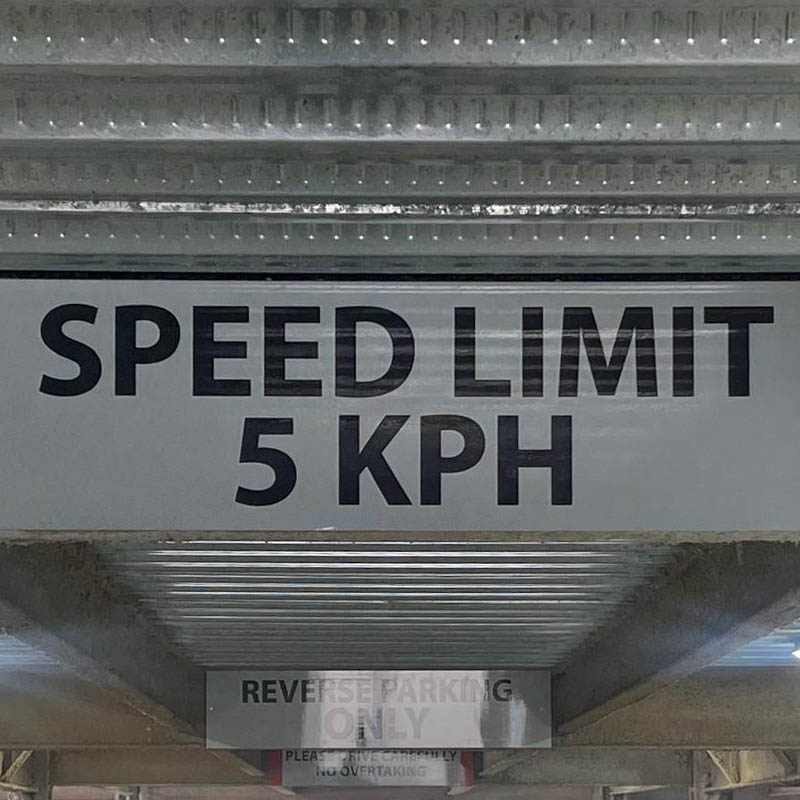 SPEED LIMIT
5 KPH
REVERSE PARKING
ONLY
PLEASE DRIVE CAREFULLY
NO OVERTAKING